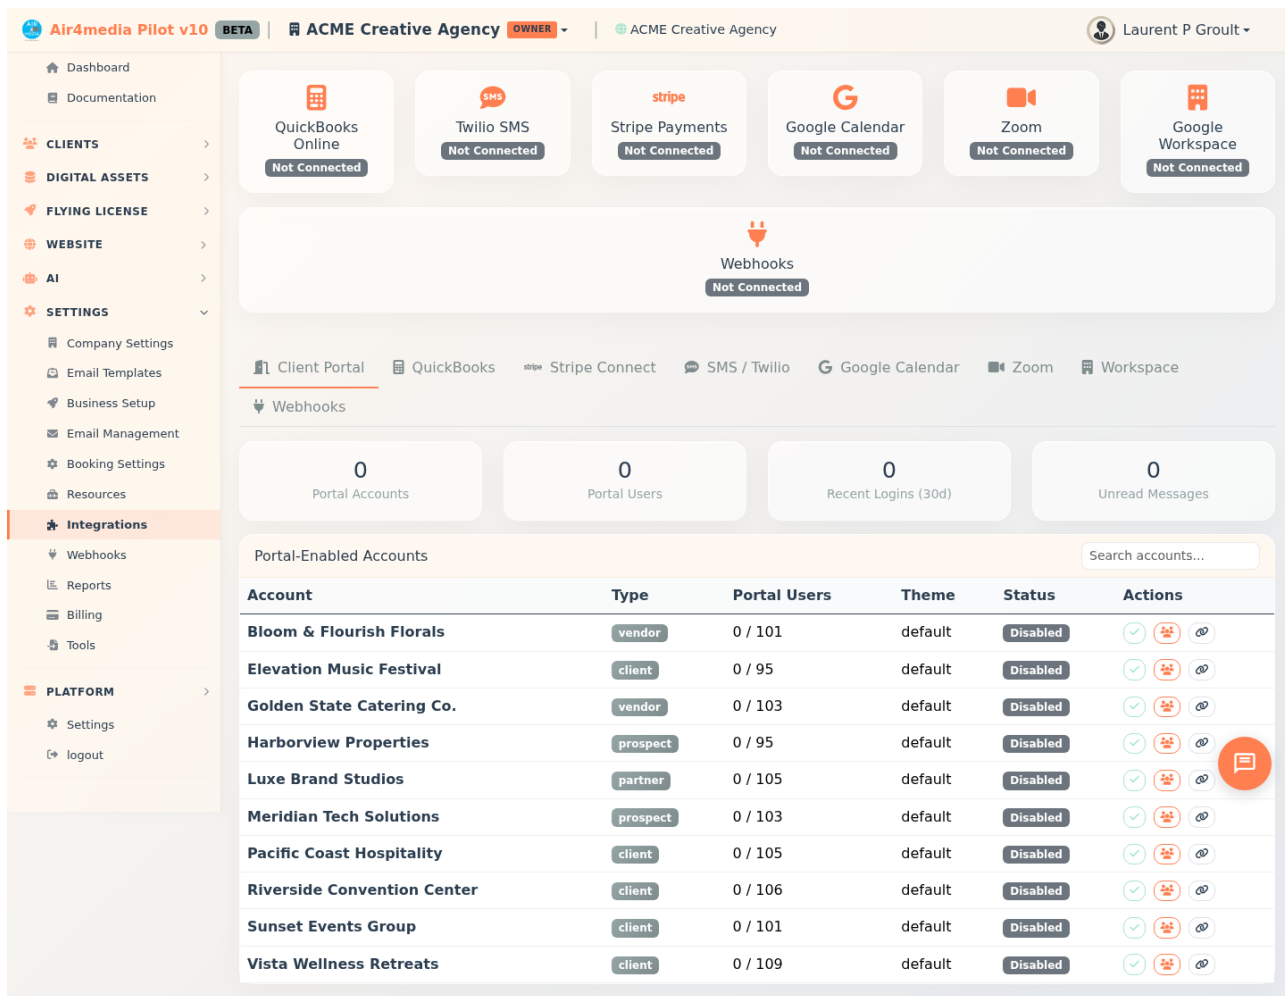 Air4media Pilot v10 BETA | ACME Creative Agency OWNER | ACME Creative Agency Laurent P Groult
Dashboard
Documentation
CLIENTS
DIGITAL ASSETS
FLYING LICENSE
WEBSITE
AI
SETTINGS
Company Settings
Email Templates
Business Setup
Email Management
Booking Settings
Resources
Integrations
Webhooks
Reports
Billing
Tools
PLATFORM
Settings
logout
QuickBooks
Online
Not Connected
SMS
Twilio SMS
Not Connected
stripe
Stripe Payments
Not Connected
Google Calendar
Not Connected
Zoom
Not Connected
Google
Workspace
Not Connected
Webhooks
Not Connected
Client Portal QuickBooks stripe Stripe Connect SMS / Twilio Google Calendar Zoom Workspace
Webhooks
0
Portal Accounts
0
Portal Users
0
Recent Logins (30d)
0
Unread Messages
Portal-Enabled Accounts Search accounts...
Account Type Portal Users Theme Status Actions
Bloom & Flourish Florals vendor 0 / 101 default Disabled
Elevation Music Festival client 0 / 95 default Disabled
Golden State Catering Co. vendor 0 / 103 default Disabled
Harborview Properties prospect 0 / 95 default Disabled
Luxe Brand Studios partner 0 / 105 default Disabled
Meridian Tech Solutions prospect 0 / 103 default Disabled
Pacific Coast Hospitality client 0 / 105 default Disabled
Riverside Convention Center client 0 / 106 default Disabled
Sunset Events Group client 0 / 101 default Disabled
Vista Wellness Retreats client 0 / 109 default Disabled